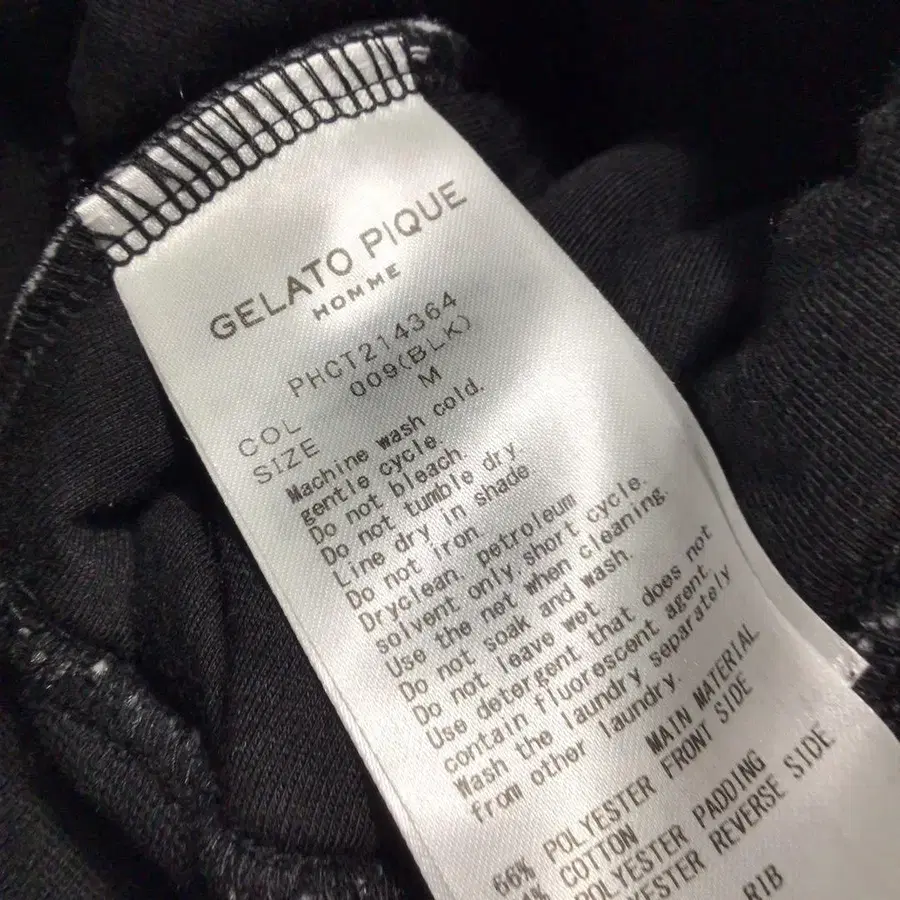 GELATO PIQUE
HOMME
PHCT214364
COL 009(BLK)
SIZE M
Machine wash cold.
gentle cycle.
Do not bleach.
Do not tumble dry.
Line dry in shade.
Do not iron.
Dryclean, petroleum
solvent only short cycle.
Use the net when cleaning.
Do not soak and wash.
Do not leave wet.
Use detergent that does not
contain fluorescent agent.
Wash the laundry separately
from other laundry.
MAIN MATERIAL
FRONT SIDE
66% POLYESTER
COTTON
PADDING
POLYESTER
REVERSE SIDE
RIB